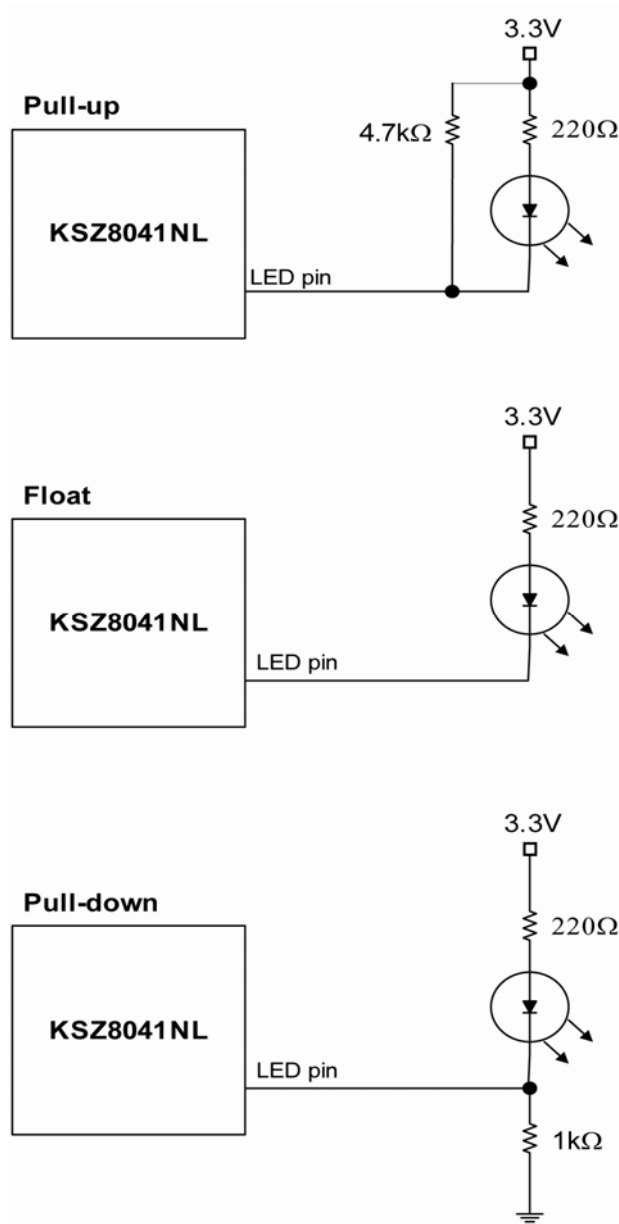 3.3V
Pull-up
4.7kΩ
220Ω
KSZ8041NL
LED pin
3.3V
Float
220Ω
KSZ8041NL
LED pin
3.3V
Pull-down
220Ω
KSZ8041NL
LED pin
1kΩ